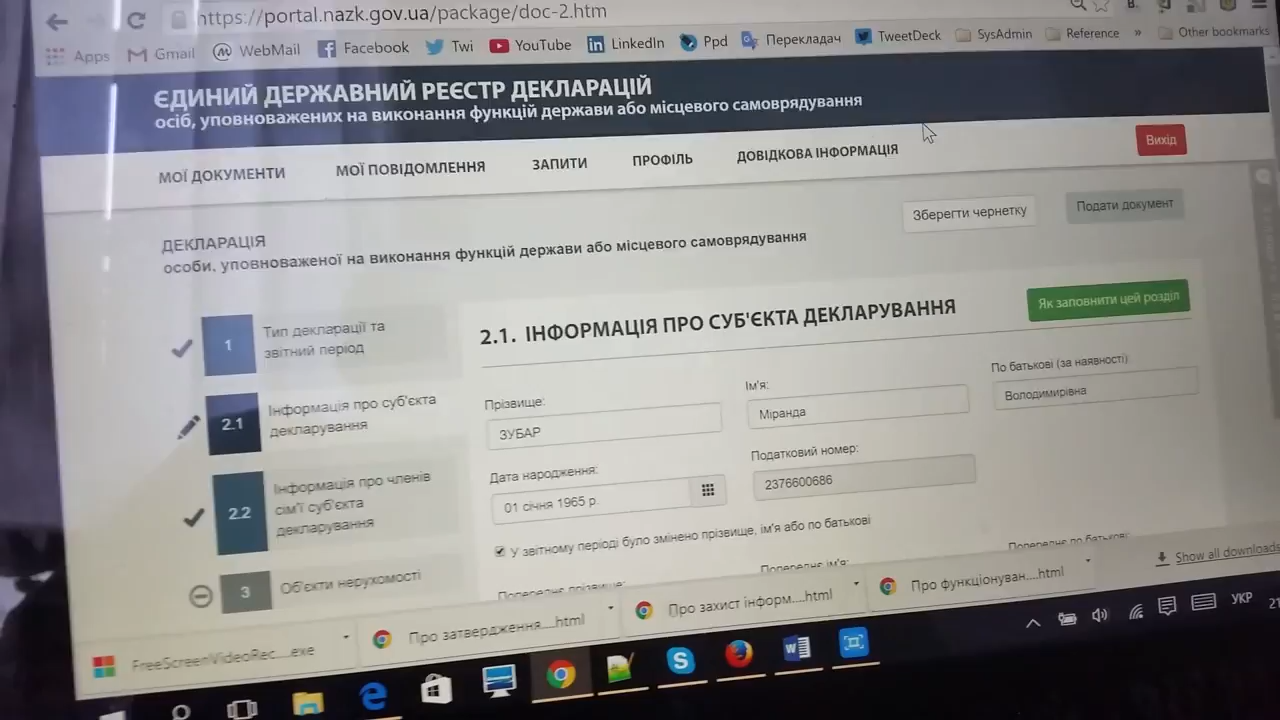 https://portal.nazk.gov.ua/package/doc-2.htm
Apps Gmail WebMail Facebook Twi YouTube LinkedIn Ppd Перекладач TweetDeck SysAdmin Reference » Other bookmarks
ЄДИНИЙ ДЕРЖАВНИЙ РЕЄСТР ДЕКЛАРАЦІЙ
осіб, уповноважених на виконання функцій держави або місцевого самоврядування
МОЇ ДОКУМЕНТИ МОЇ ПОВІДОМЛЕННЯ ЗАПИТИ ПРОФІЛЬ ДОВІДКОВА ІНФОРМАЦІЯ Вихід
Зберегти чернетку Подати документ
ДЕКЛАРАЦІЯ
особи, уповноваженої на виконання функцій держави або місцевого самоврядування
1 Тип декларації та
звітний період
2.1 Інформація про суб'єкта
декларування
2.2 Інформація про членів
сім'ї суб'єкта
декларування
3 Об'єкти нерухомості
2.1. ІНФОРМАЦІЯ ПРО СУБ'ЄКТА ДЕКЛАРУВАННЯ
Як заповнити цей розділ
Прізвище: Ім'я: По батькові (за наявності):
ЗУБАР Міранда Володимирівна
Дата народження: Податковий номер:
01 січня 1965 р. 2376600686
У звітному періоді було змінено прізвище, ім'я або по батькові
Попереднє прізвище: Попереднє ім'я: Попереднє по батькові:
FreeScreenVideoRec....exe Про затвердження....html Про захист інформ....html Про функціонуван....html Show all downloads
УКР